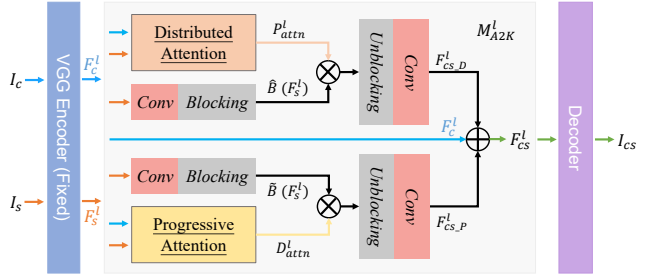 I_c
I_s
VGG Encoder (Fixed)
F_c^l
F_s^l
Distributed
Attention
P_attn^l
M_A2K^l
Conv Blocking
B̂ (F_s^l)
Unblocking
Conv
F_cs_D^l
F_c^l
F_cs^l
Decoder
I_cs
Conv Blocking
B̃ (F_s^l)
Unblocking
Conv
F_cs_P^l
Progressive
Attention
D_attn^l